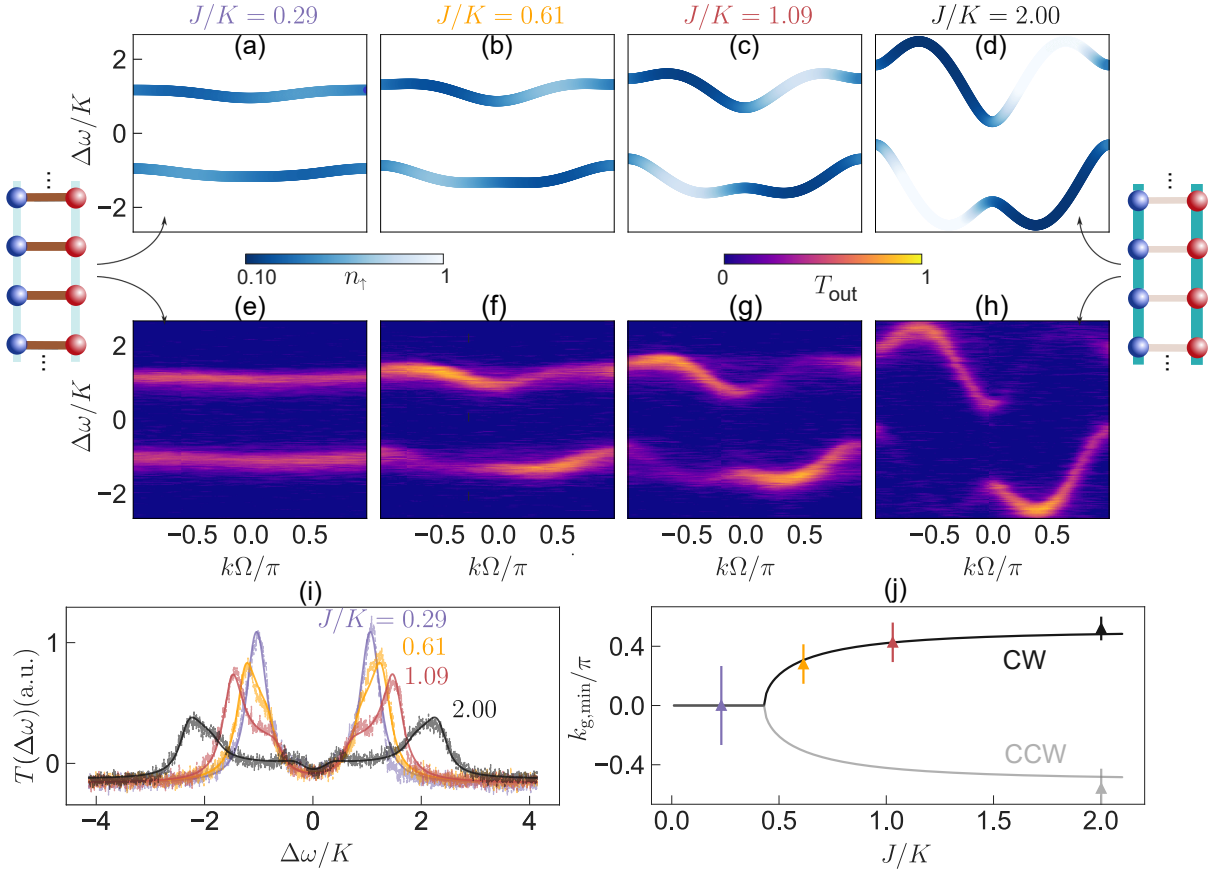 J/K = 0.29 J/K = 0.61 J/K = 1.09 J/K = 2.00
(a) (b) (c) (d)
2
0
−2
Δω/K
0.10 n↑ 1
0 T_out 1
(e) (f) (g) (h)
2
0
−2
Δω/K
−0.5 0.0 0.5 −0.5 0.0 0.5 −0.5 0.0 0.5 −0.5 0.0 0.5
kΩ/π kΩ/π kΩ/π kΩ/π
(i)
J/K = 0.29
0.61
1.09
2.00
1
0
T(Δω)(a.u.)
−4 −2 0 2 4
Δω/K
(j)
0.4
0.0
−0.4
k_g,min/π
CW
CCW
0.0 0.5 1.0 1.5 2.0
J/K